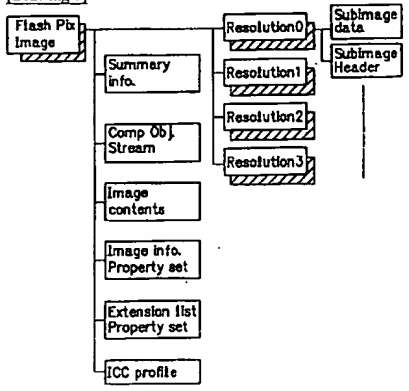 Flash Pix
Image
Summary
info.
Comp Obj.
Stream
Image
contents
Image info.
Property set
Extension list
Property set
ICC profile
Resolution0
Resolution1
Resolution2
Resolution3
Subimage
data
Subimage
Header